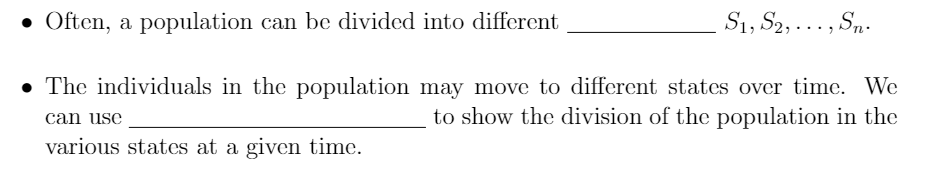 • Often, a population can be divided into different ____________ S₁, S₂, . . . , Sₙ.
• The individuals in the population may move to different states over time. We
can use ________________________ to show the division of the population in the
various states at a given time.